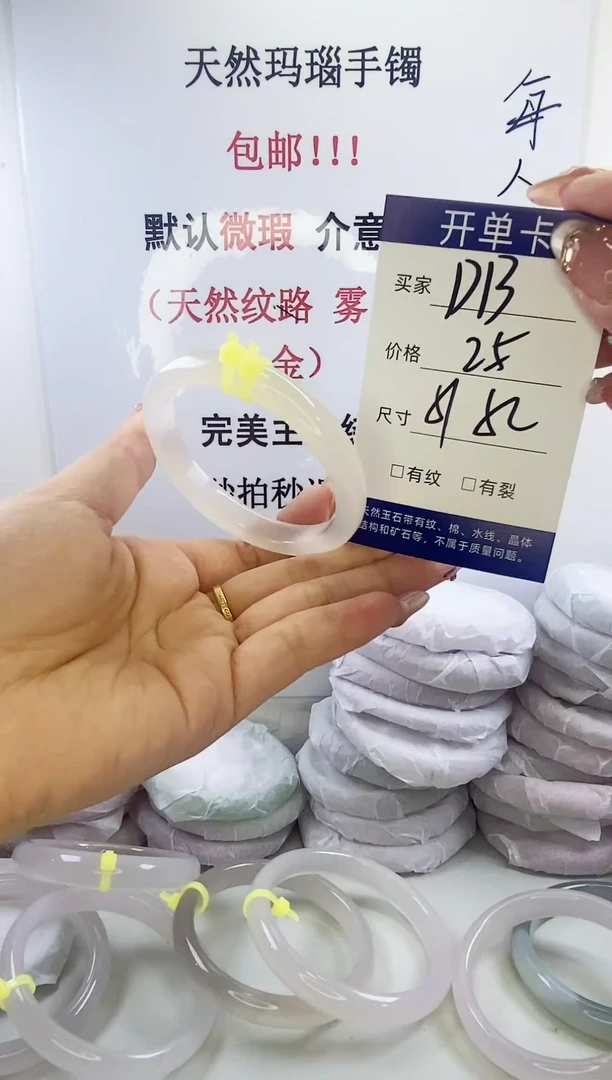 天然玛瑙手镯
包邮!!!
默认微瑕 介意
(天然纹路 雾
金)
完美主
秒拍秒退
每
人
开单卡
买家 DB
价格 25
尺寸
□有纹 □有裂
天然玉石带有纹、棉、水线、晶体
结构和矿石等,不属于质量问题。